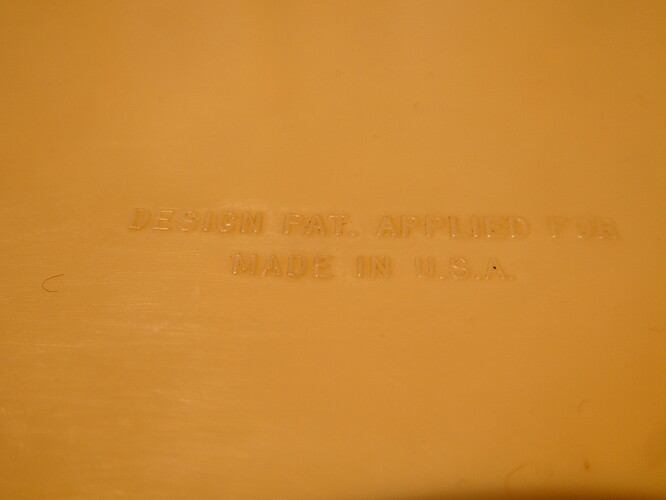 DESIGN PAT. APPLIED FOR
MADE IN U.S.A.